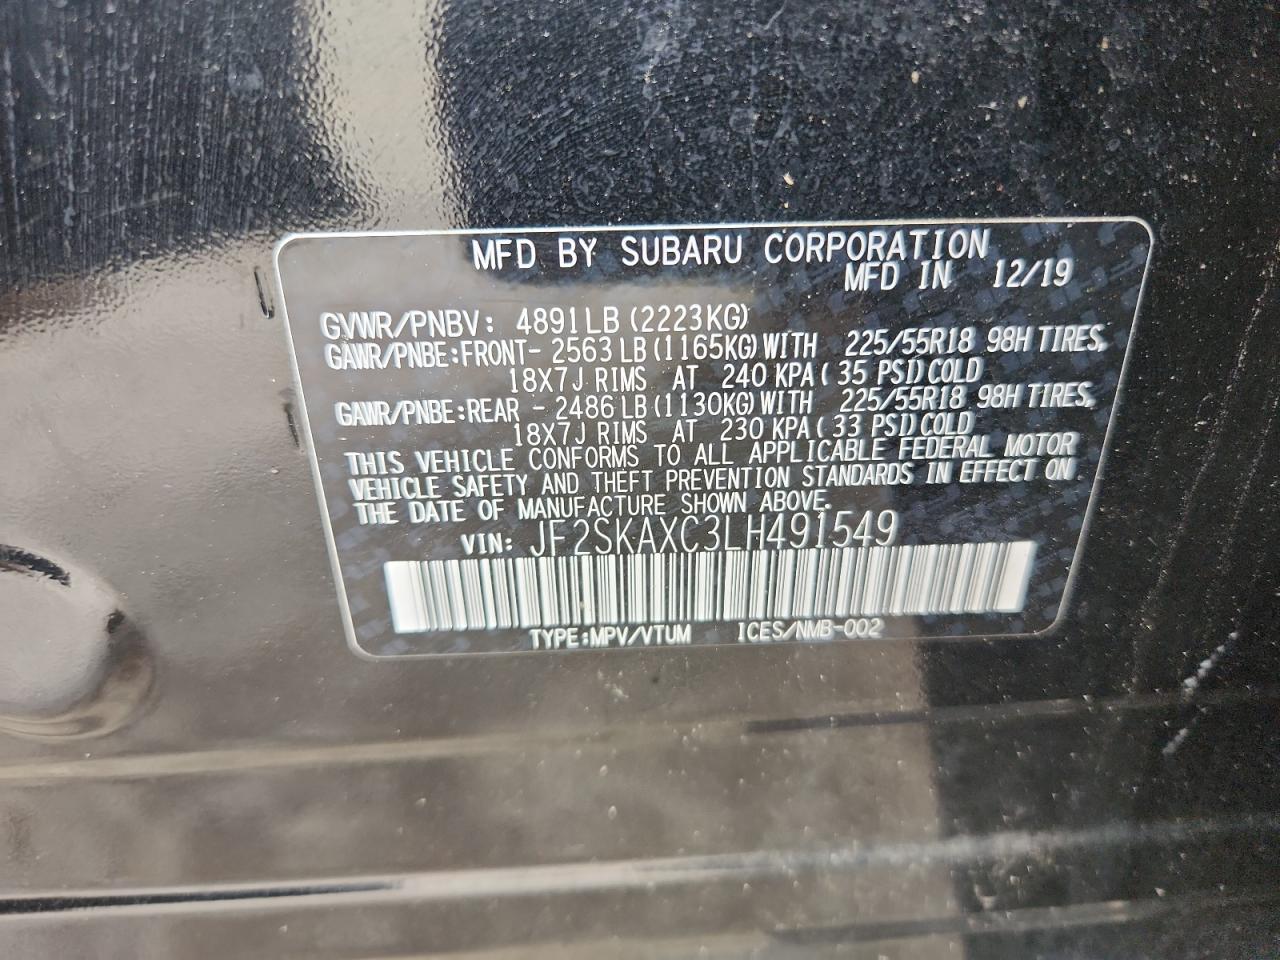 MFD BY SUBARU CORPORATION
MFD IN 12/19
GVWR/PNBV: 4891LB (2223KG)
GAWR/PNBE:FRONT- 2563 LB (1165KG) WITH 225/55R18 98H TIRES,
18X7J RIMS AT 240 KPA ( 35 PSI) COLD
GAWR/PNBE:REAR - 2486 LB (1130KG) WITH 225/55R18 98H TIRES,
18X7J RIMS AT 230 KPA ( 33 PSI) COLD
THIS VEHICLE CONFORMS TO ALL APPLICABLE FEDERAL MOTOR
VEHICLE SAFETY AND THEFT PREVENTION STANDARDS IN EFFECT ON
THE DATE OF MANUFACTURE SHOWN ABOVE.
VIN: JF2SKAXC3LH491549
TYPE:MPV/VTUM ICES/NMB-002